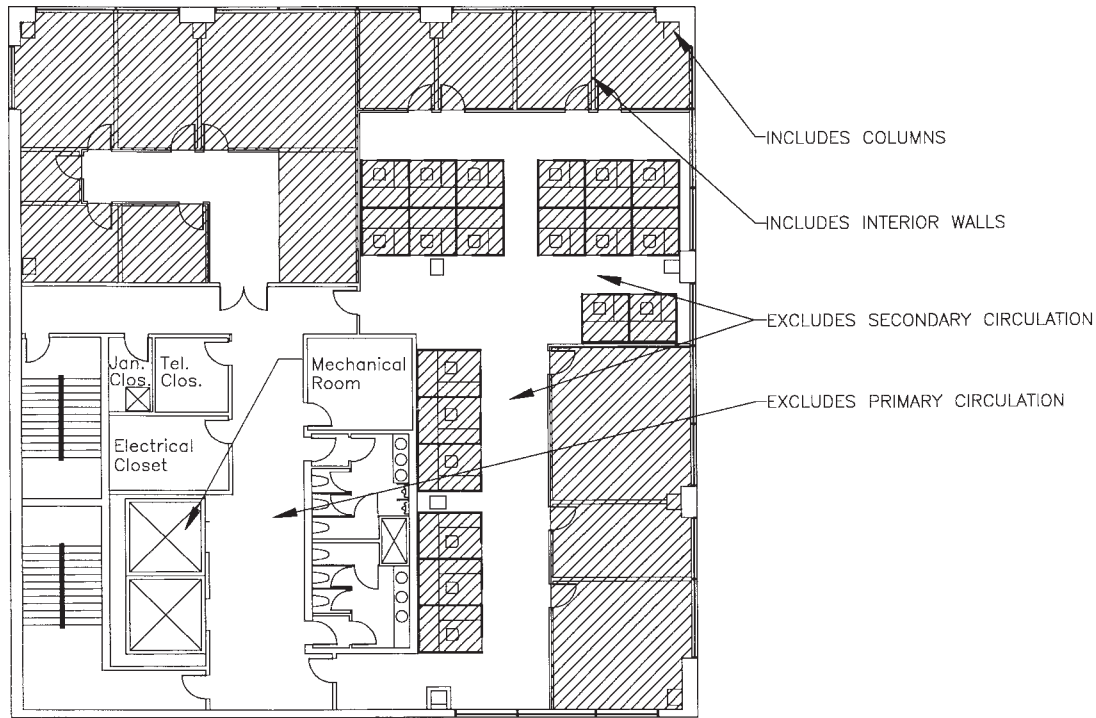 INCLUDES COLUMNS
INCLUDES INTERIOR WALLS
EXCLUDES SECONDARY CIRCULATION
Jan.
Clos.
Tel.
Clos.
Mechanical
Room
EXCLUDES PRIMARY CIRCULATION
Electrical
Closet